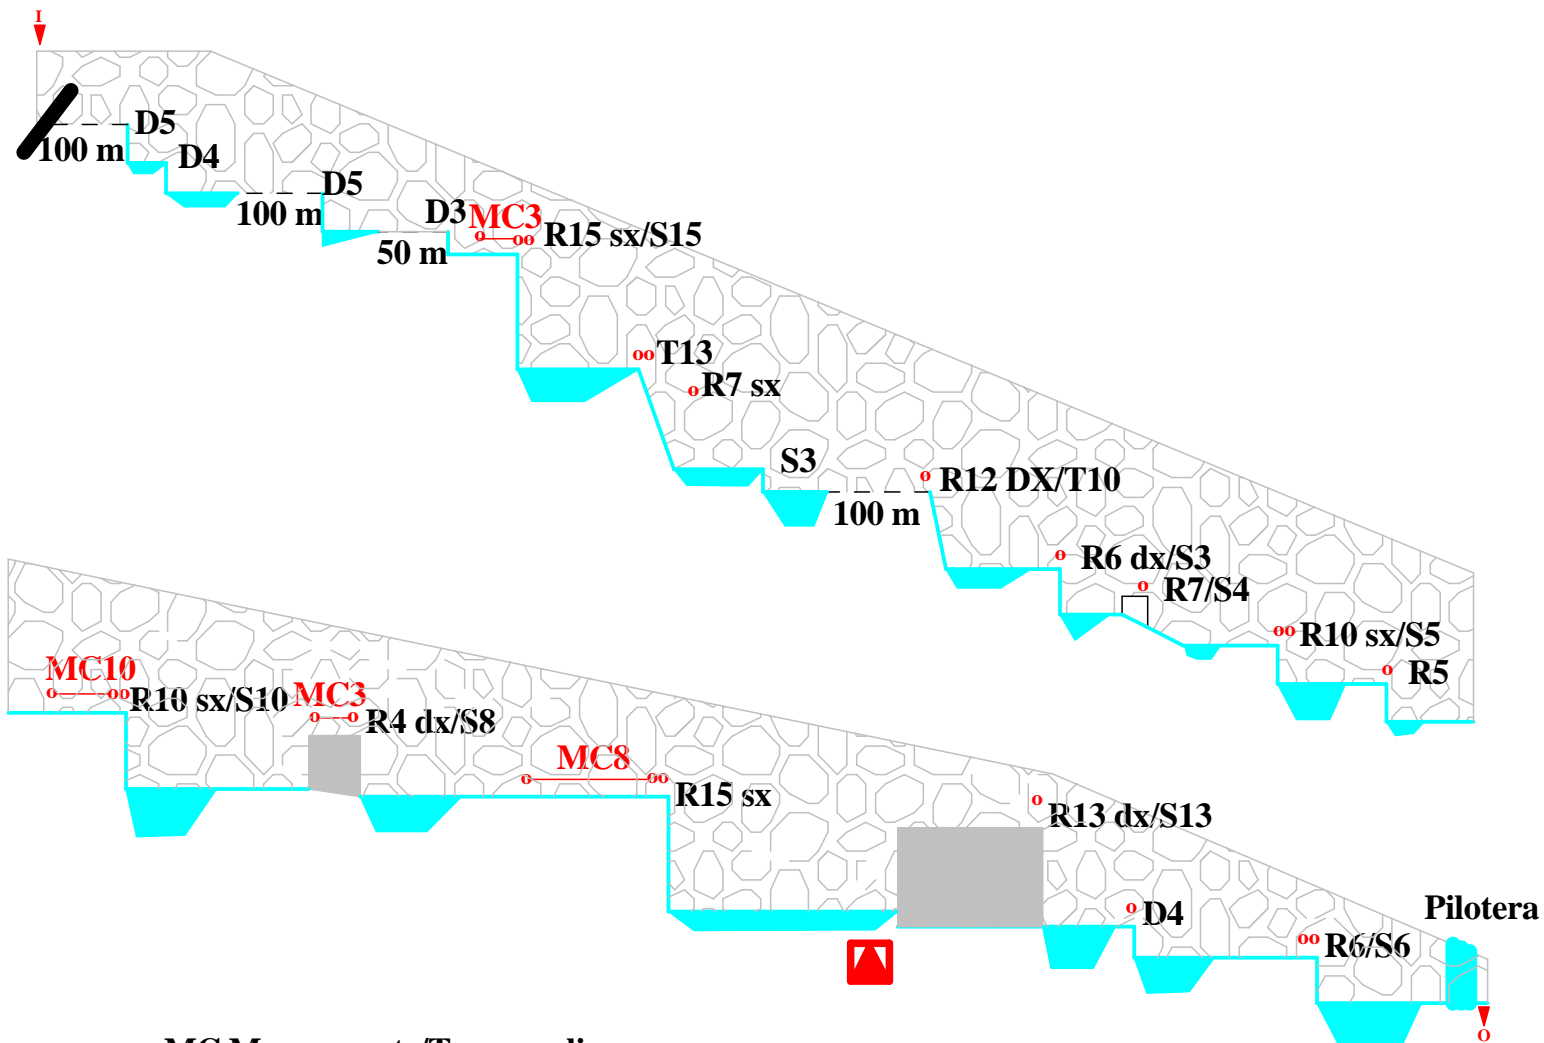 I
D5
100 m
D4
D5
100 m
D3
MC3
R15 sx/S15
50 m
T13
R7 sx
S3
R12 DX/T10
100 m
R6 dx/S3
R7/S4
R10 sx/S5
R5
MC10
R10 sx/S10
MC3
R4 dx/S8
MC8
R15 sx
R13 dx/S13
D4
Pilotera
R6/S6
O